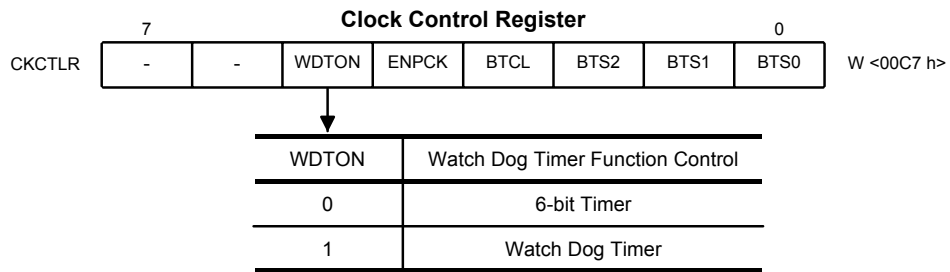 Clock Control Register
7 0
CKCTLR - - WDTON ENPCK BTCL BTS2 BTS1 BTS0 W <00C7 h>
WDTON Watch Dog Timer Function Control
0 6-bit Timer
1 Watch Dog Timer